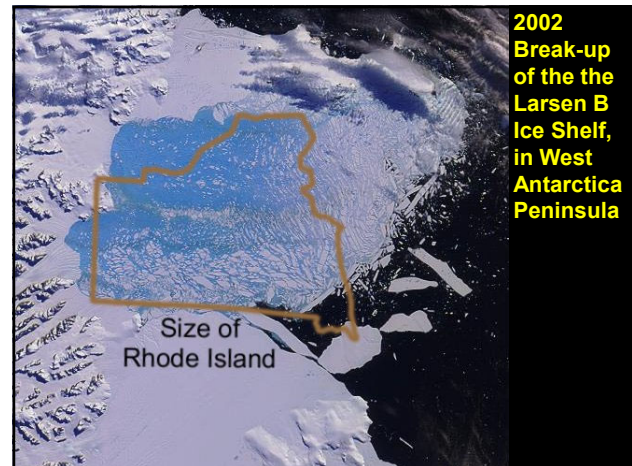 2002
Break-up
of the the
Larsen B
Ice Shelf,
in West
Antarctica
Peninsula
Size of
Rhode Island